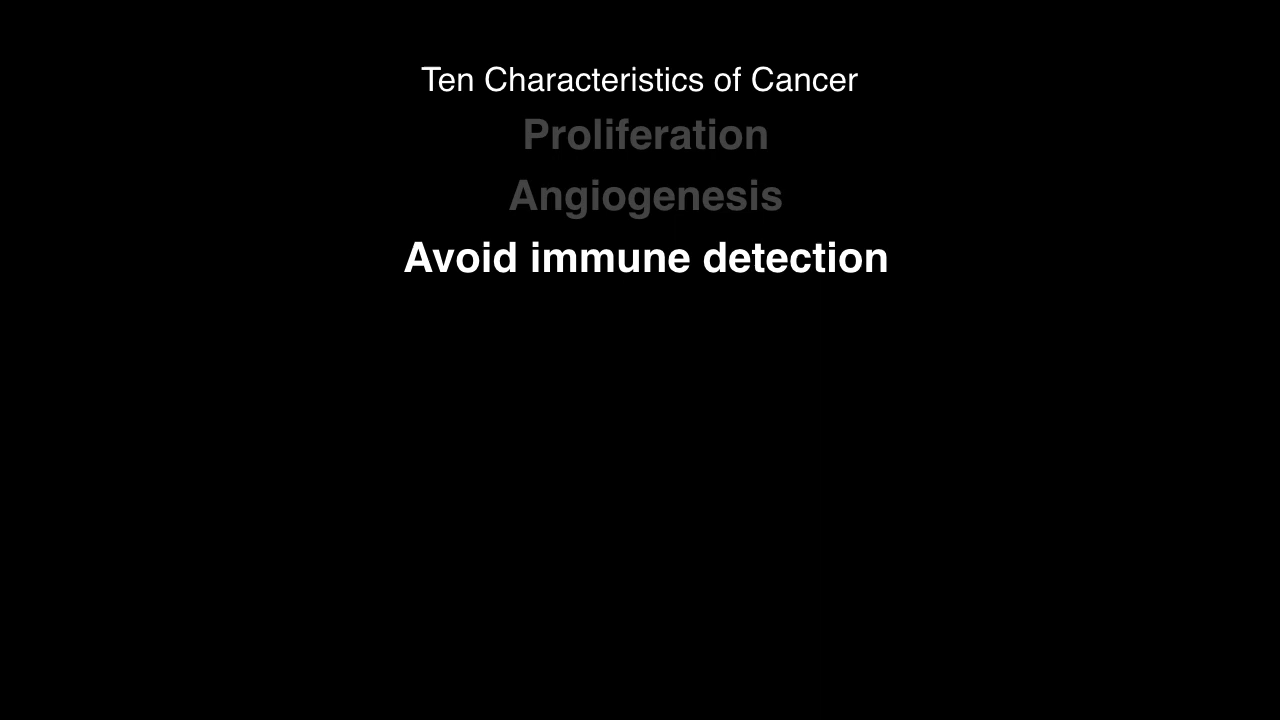 Ten Characteristics of Cancer
Proliferation
Angiogenesis
Avoid immune detection